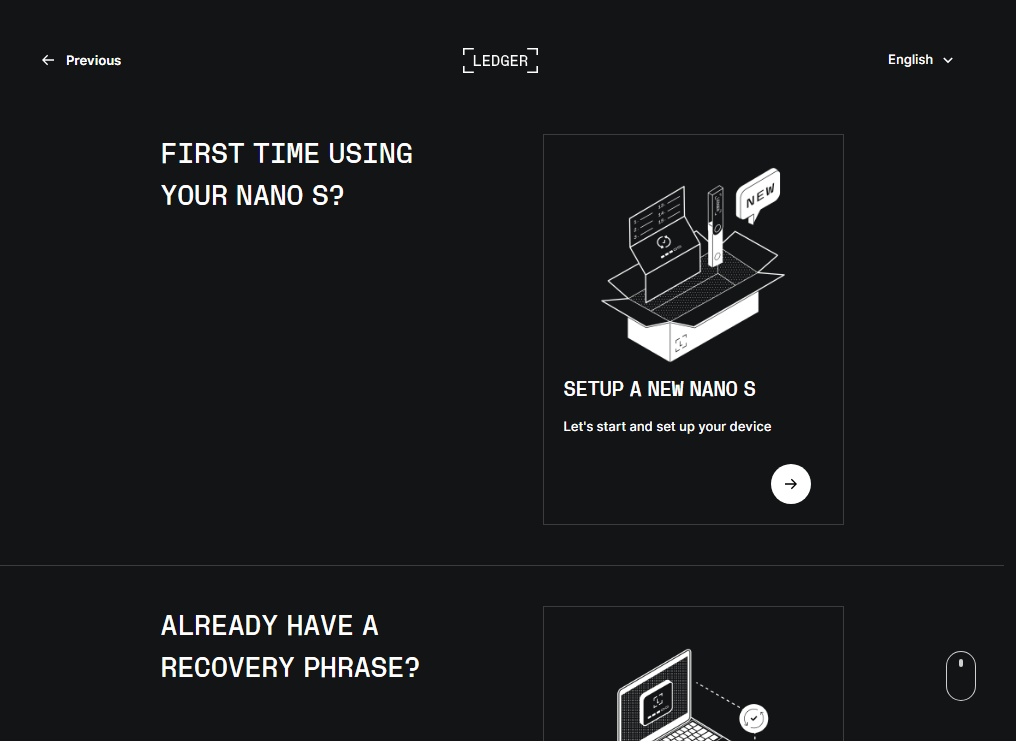 Previous
LEDGER
English
FIRST TIME USING
YOUR NANO S?
NEW
SETUP A NEW NANO S
Let's start and set up your device
ALREADY HAVE A
RECOVERY PHRASE?